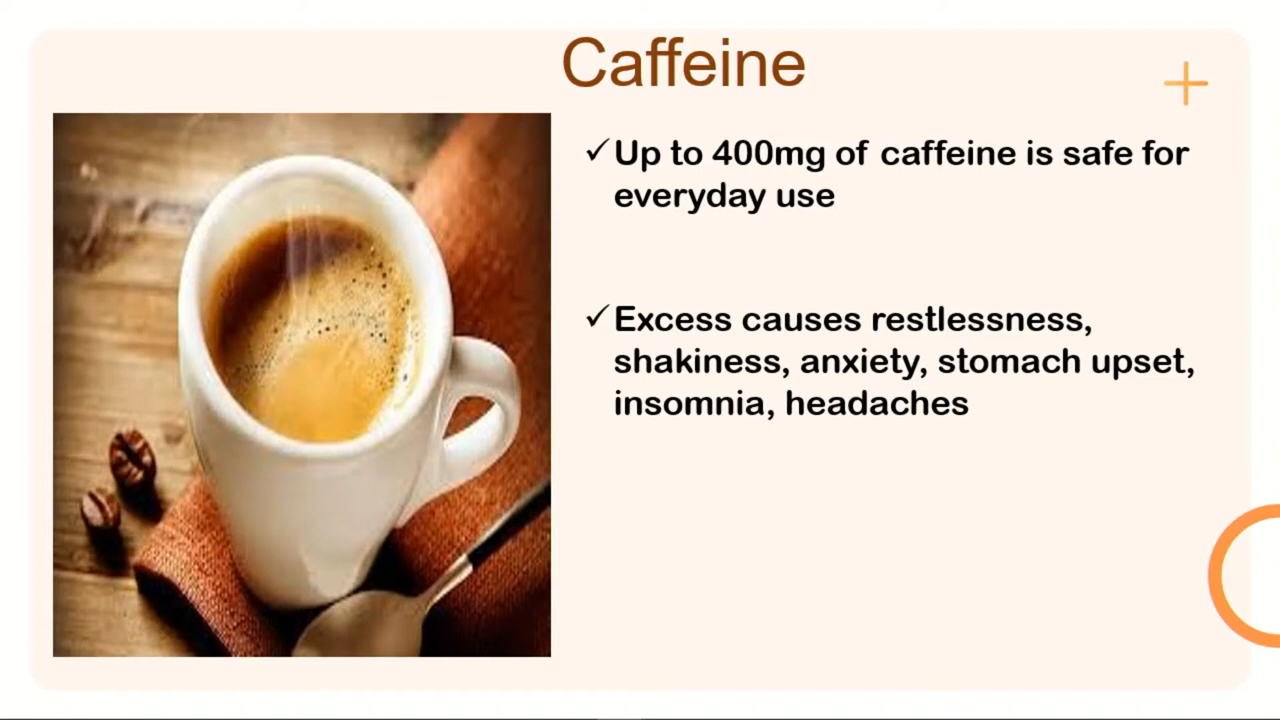 Caffeine
✓Up to 400mg of caffeine is safe for
everyday use
✓Excess causes restlessness,
shakiness, anxiety, stomach upset,
insomnia, headaches